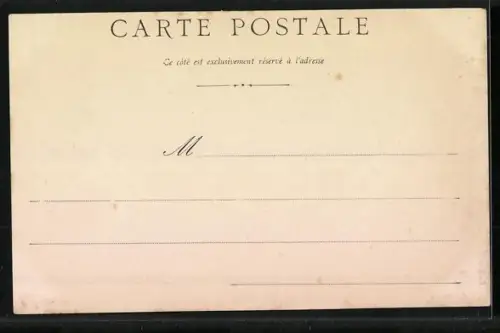 CARTE POSTALE
Ce côté est exclusivement réservé à l'adresse
M